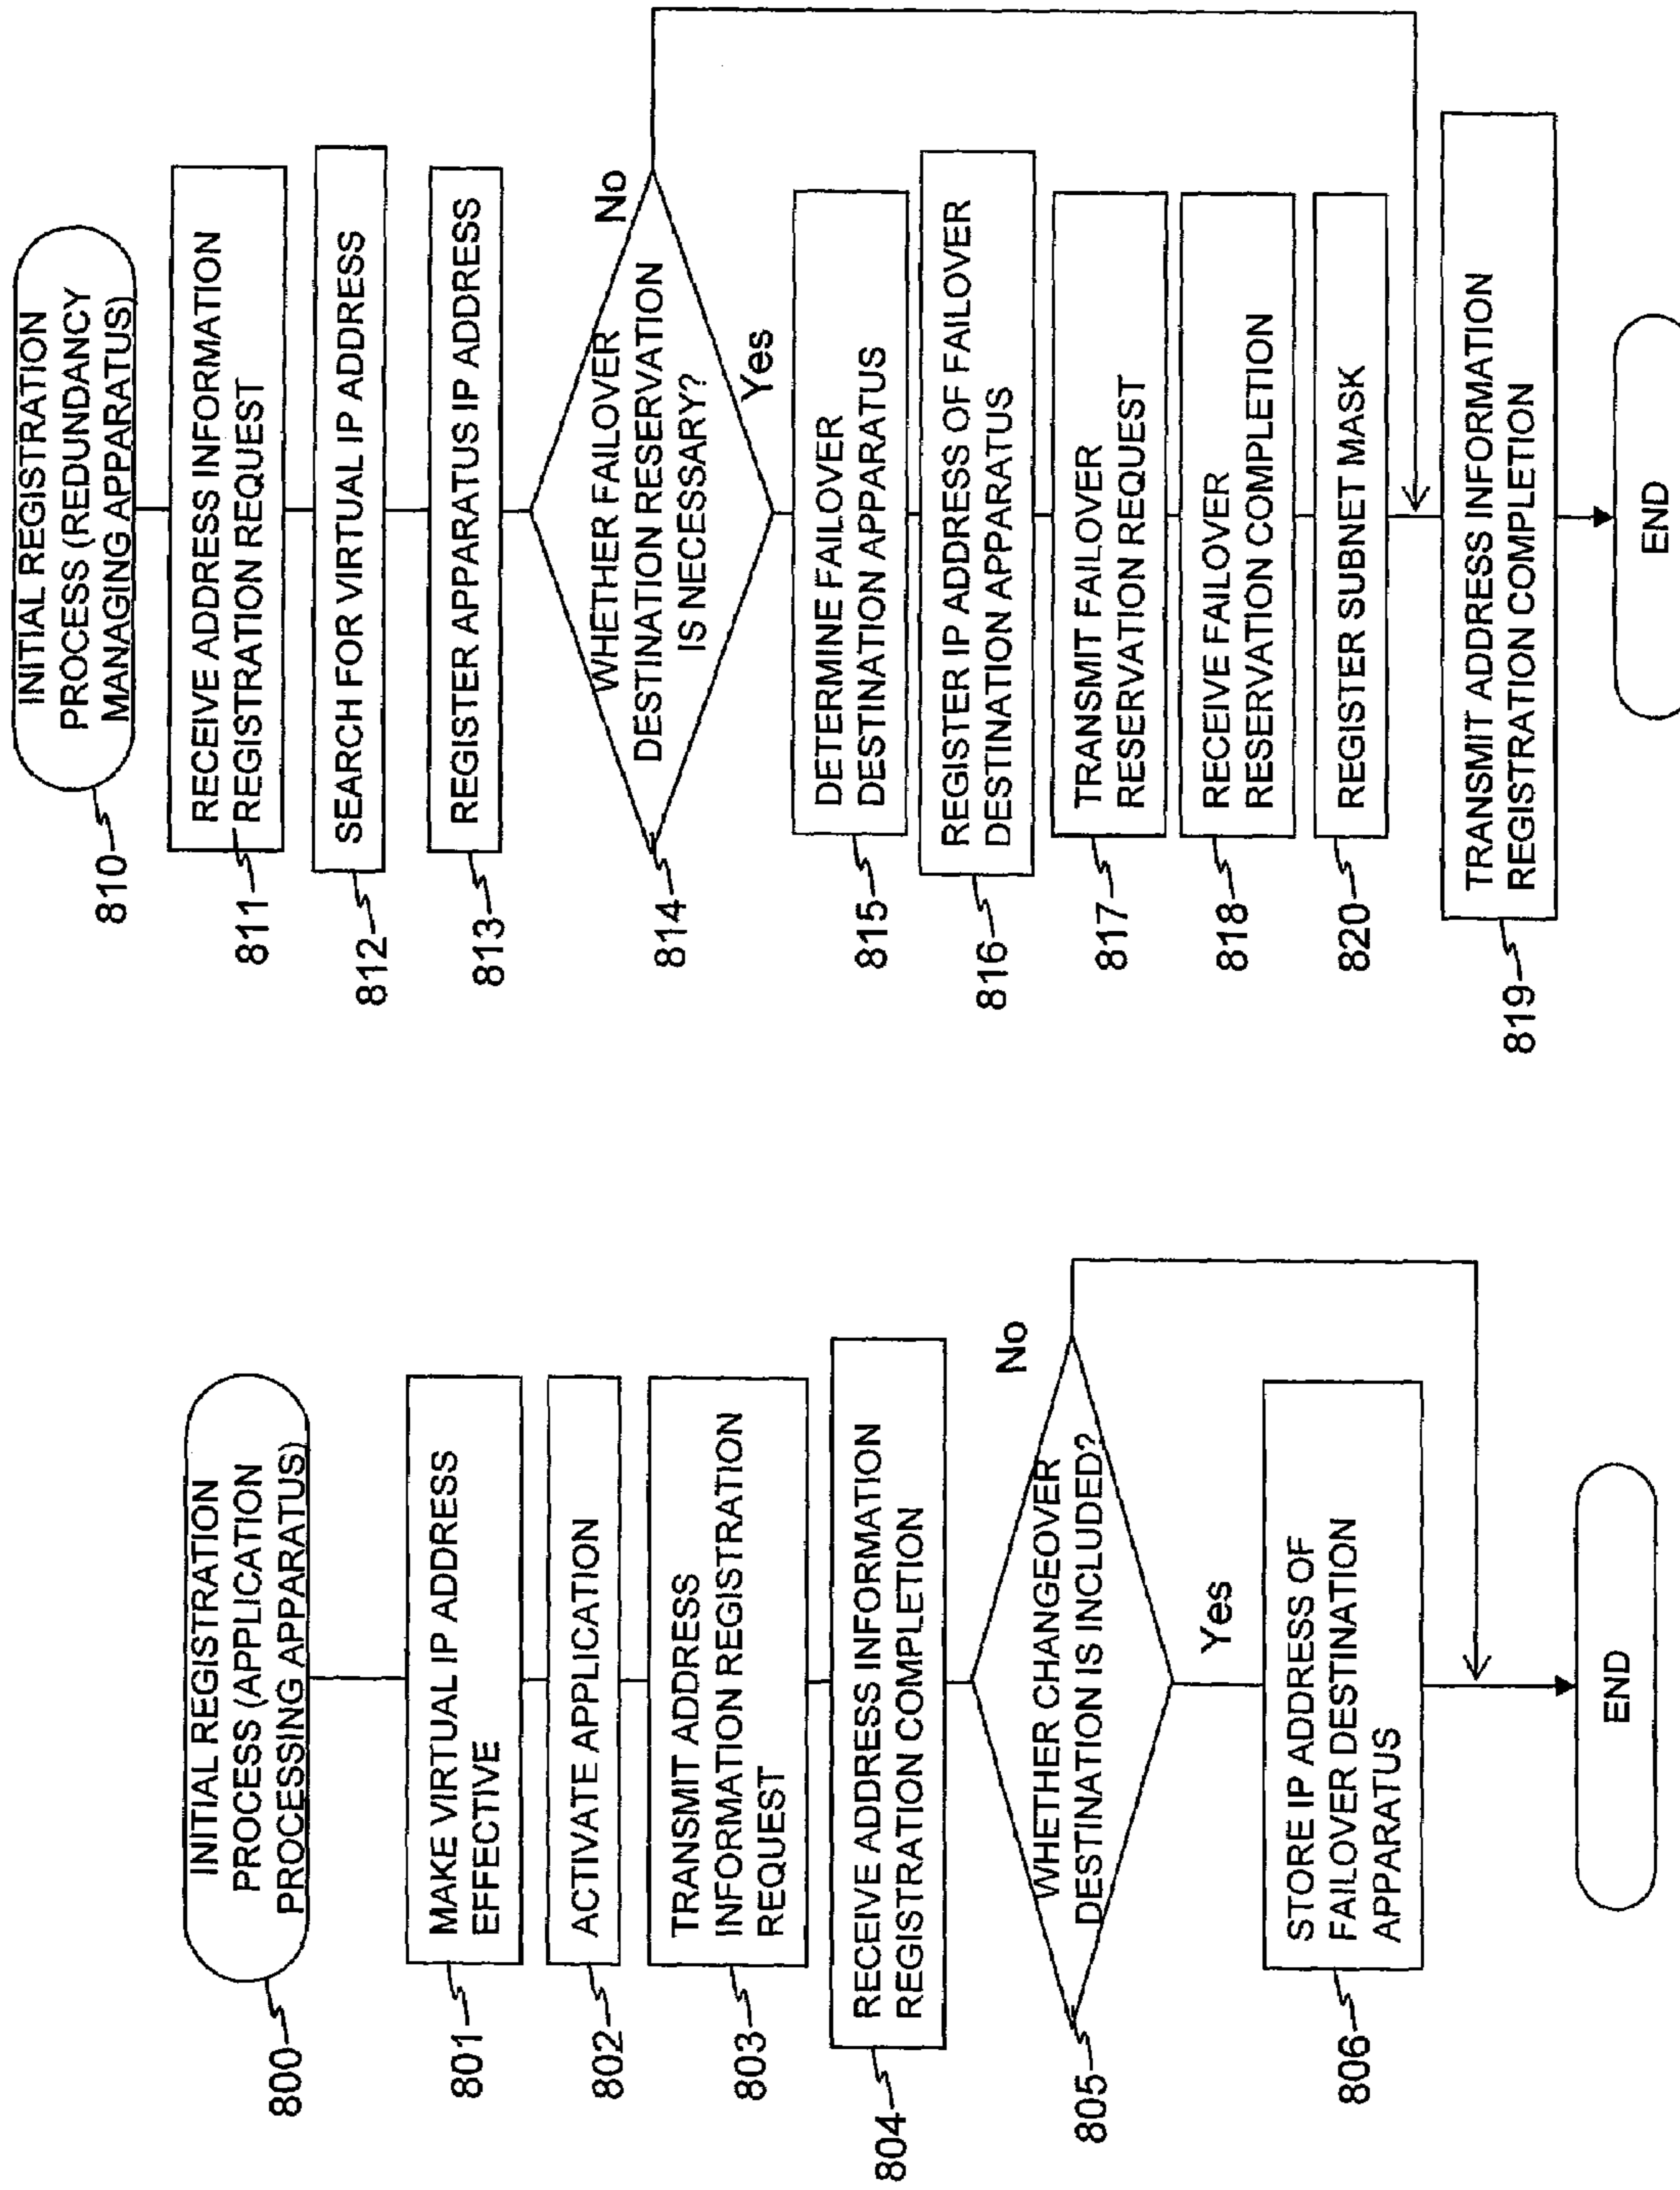 INITIAL REGISTRATION
PROCESS (APPLICATION
PROCESSING APPARATUS)
800
MAKE VIRTUAL IP ADDRESS
EFFECTIVE
801
ACTIVATE APPLICATION
802
TRANSMIT ADDRESS
INFORMATION REGISTRATION
REQUEST
803
RECEIVE ADDRESS INFORMATION
REGISTRATION COMPLETION
804
WHETHER CHANGEOVER
DESTINATION IS INCLUDED?
805
No
Yes
STORE IP ADDRESS OF
FAILOVER DESTINATION
APPARATUS
806
END
INITIAL REGISTRATION
PROCESS (REDUNDANCY
MANAGING APPARATUS)
810
RECEIVE ADDRESS INFORMATION
REGISTRATION REQUEST
811
SEARCH FOR VIRTUAL IP ADDRESS
812
REGISTER APPARATUS IP ADDRESS
813
WHETHER FAILOVER
DESTINATION RESERVATION
IS NECESSARY?
814
No
Yes
DETERMINE FAILOVER
DESTINATION APPARATUS
815
REGISTER IP ADDRESS OF FAILOVER
DESTINATION APPARATUS
816
TRANSMIT FAILOVER
RESERVATION REQUEST
817
RECEIVE FAILOVER
RESERVATION COMPLETION
818
REGISTER SUBNET MASK
820
TRANSMIT ADDRESS INFORMATION
REGISTRATION COMPLETION
819
END